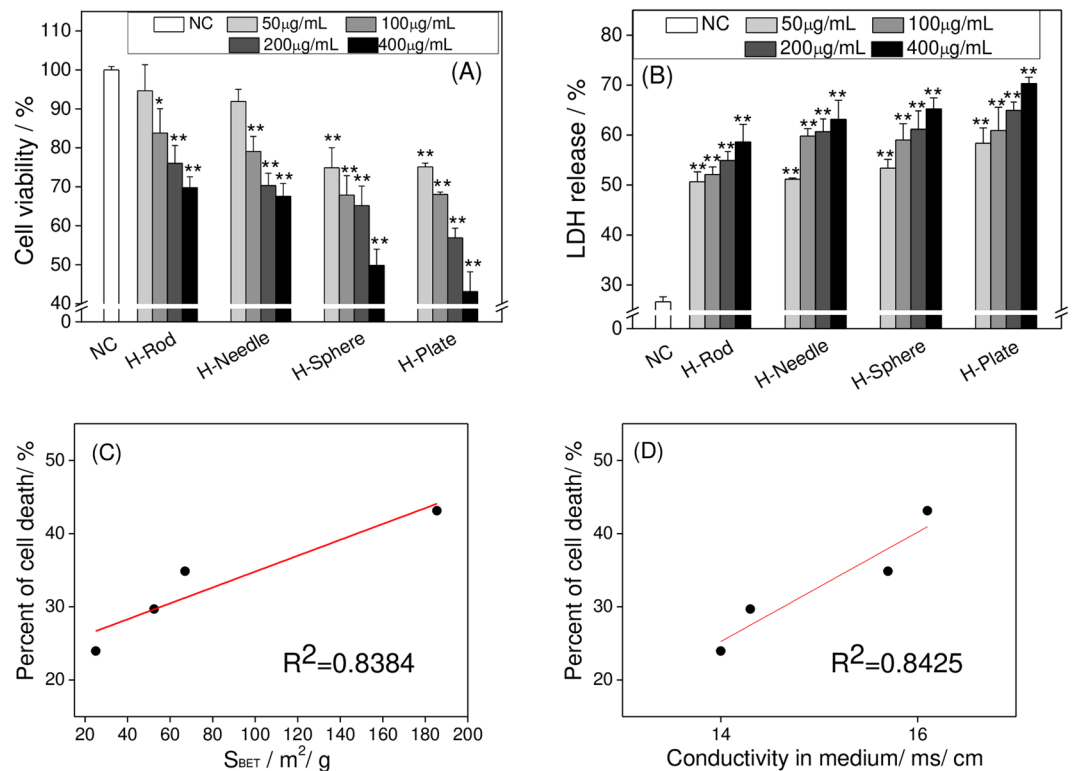 NC 50μg/mL 100μg/mL
200μg/mL 400μg/mL
(A)
Cell viability / %
100
90
80
70
60
50
40
0
* ** ** ** ** ** ** ** ** ** ** ** ** **
NC H-Rod H-Needle H-Sphere H-Plate
NC 50μg/mL 100μg/mL
200μg/mL 400μg/mL
(B)
LDH release / %
80
70
60
50
40
30
0
** ** ** ** ** ** ** ** ** ** ** ** ** ** ** **
NC H-Rod H-Needle H-Sphere H-Plate
(C)
Percent of cell death/ %
50
40
30
20
R²=0.8384
20 40 60 80 100 120 140 160 180 200
S_BET / m²/ g
(D)
Percent of cell death/ %
50
40
30
20
R²=0.8425
14 16
Conductivity in medium/ ms/ cm